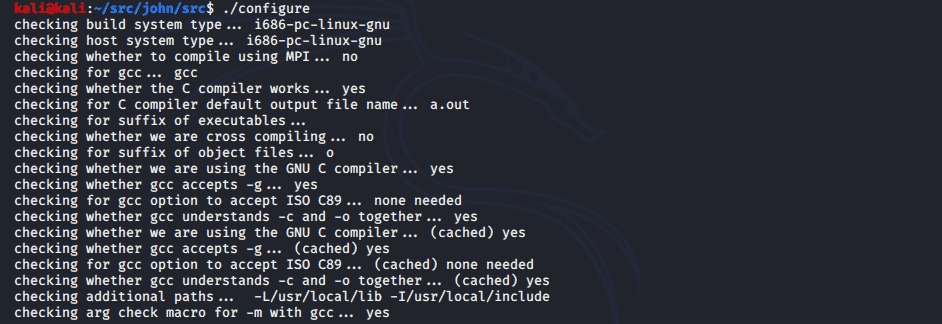 kali@kali:~/src/john/src$ ./configure
checking build system type... i686-pc-linux-gnu
checking host system type... i686-pc-linux-gnu
checking whether to compile using MPI... no
checking for gcc... gcc
checking whether the C compiler works... yes
checking for C compiler default output file name... a.out
checking for suffix of executables...
checking whether we are cross compiling... no
checking for suffix of object files... o
checking whether we are using the GNU C compiler... yes
checking whether gcc accepts -g... yes
checking for gcc option to accept ISO C89... none needed
checking whether gcc understands -c and -o together... yes
checking whether we are using the GNU C compiler... (cached) yes
checking whether gcc accepts -g... (cached) yes
checking for gcc option to accept ISO C89... (cached) none needed
checking whether gcc understands -c and -o together... (cached) yes
checking additional paths...  -L/usr/local/lib -I/usr/local/include
checking arg check macro for -m with gcc... yes